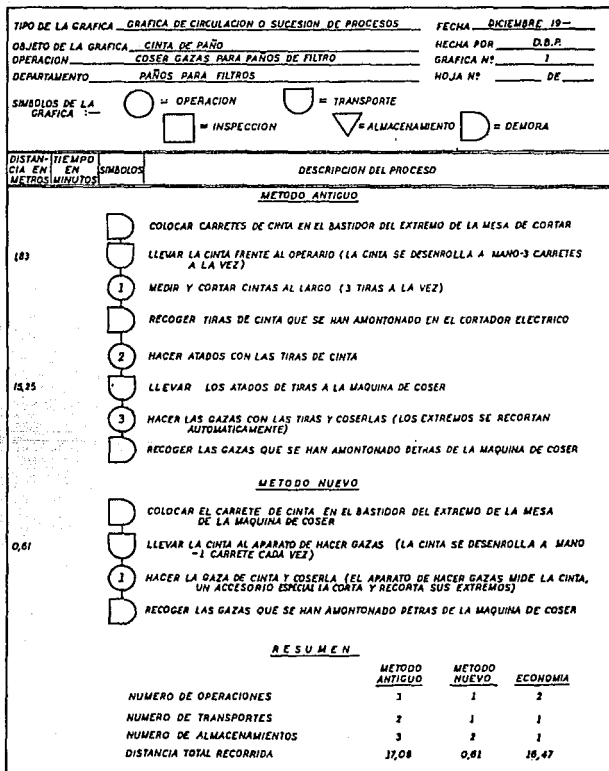 TIPO DE LA GRAFICA GRAFICA DE CIRCULACION O SUCESION DE PROCESOS FECHA DICIEMBRE 19—
OBJETO DE LA GRAFICA CINTA DE PAÑO HECHA POR D.B.P.
OPERACION COSER GAZAS PARA PAÑOS DE FILTRO GRAFICA Nº 1
DEPARTAMENTO PAÑOS PARA FILTROS HOJA Nº DE
SIMBOLOS DE LA GRAFICA :— = OPERACION = TRANSPORTE
= INSPECCION = ALMACENAMIENTO = DEMORA
DISTANCIA EN METROS TIEMPO EN MINUTOS SIMBOLOS DESCRIPCION DEL PROCESO
METODO ANTIGUO
COLOCAR CARRETES DE CINTA EN EL BASTIDOR DEL EXTREMO DE LA MESA DE CORTAR
1,83 LLEVAR LA CINTA FRENTE AL OPERARIO (LA CINTA SE DESENROLLA A MANO-3 CARRETES
A LA VEZ)
1 MEDIR Y CORTAR CINTAS AL LARGO (3 TIRAS A LA VEZ)
RECOGER TIRAS DE CINTA QUE SE HAN AMONTONADO EN EL CORTADOR ELECTRICO
2 HACER ATADOS CON LAS TIRAS DE CINTA
15,25 LLEVAR LOS ATADOS DE TIRAS A LA MAQUINA DE COSER
3 HACER LAS GAZAS CON LAS TIRAS Y COSERLAS (LOS EXTREMOS SE RECORTAN
AUTOMATICAMENTE)
RECOGER LAS GAZAS QUE SE HAN AMONTONADO DETRAS DE LA MAQUINA DE COSER
METODO NUEVO
COLOCAR EL CARRETE DE CINTA EN EL BASTIDOR DEL EXTREMO DE LA MESA
DE LA MAQUINA DE COSER
0,61 LLEVAR LA CINTA AL APARATO DE HACER GAZAS (LA CINTA SE DESENROLLA A MANO
-1 CARRETE CADA VEZ)
1 HACER LA GAZA DE CINTA Y COSERLA (EL APARATO DE HACER GAZAS MIDE LA CINTA,
UN ACCESORIO ESPECIAL LA CORTA Y RECORTA SUS EXTREMOS)
RECOGER LAS GAZAS QUE SE HAN AMONTONADO DETRAS DE LA MAQUINA DE COSER
RESUMEN
METODO ANTIGUO METODO NUEVO ECONOMIA
NUMERO DE OPERACIONES 3 1 2
NUMERO DE TRANSPORTES 2 1 1
NUMERO DE ALMACENAMIENTOS 3 2 1
DISTANCIA TOTAL RECORRIDA 17,08 0,61 16,47